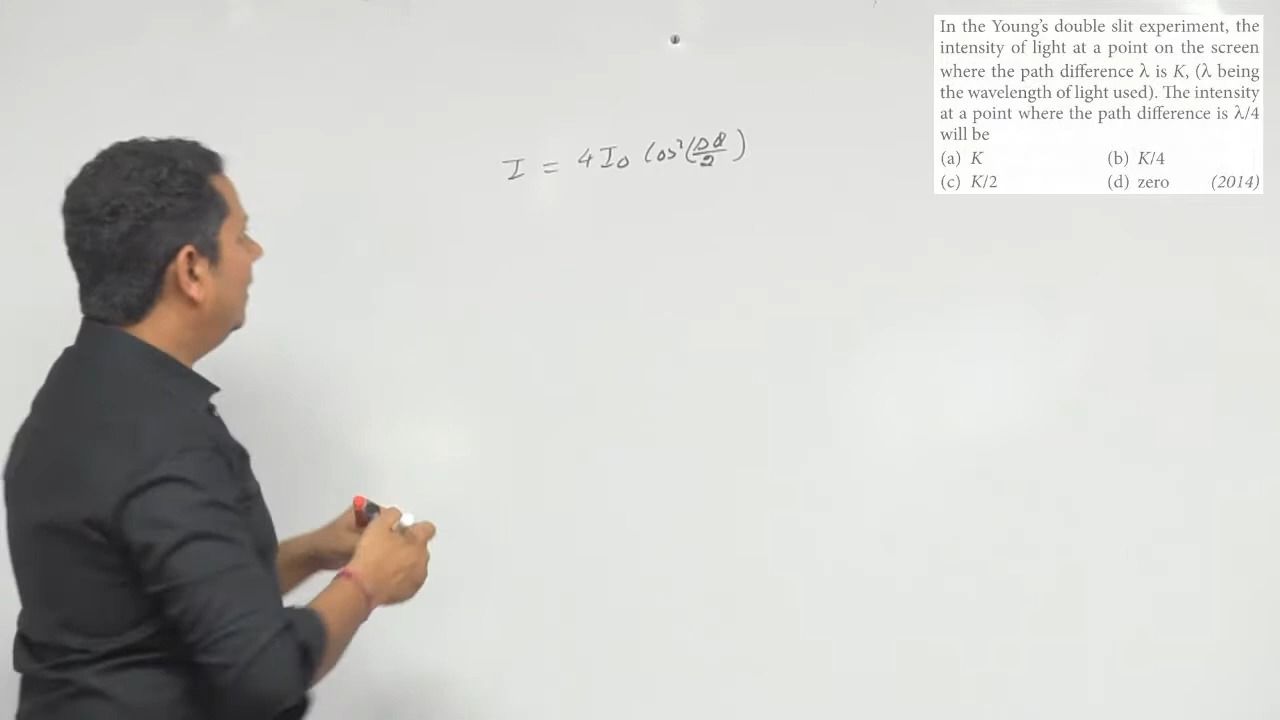 In the Young's double slit experiment, the
intensity of light at a point on the screen
where the path difference λ is K, (λ being
the wavelength of light used). The intensity
at a point where the path difference is λ/4
will be
(a) K (b) K/4
(c) K/2 (d) zero (2014)
I = 4 I₀ Cos²(Δϕ/2)